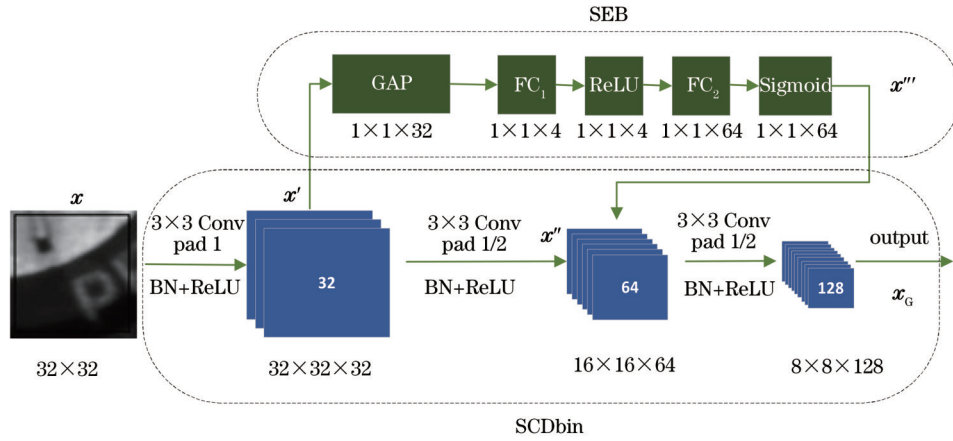 SEB
GAP
FC₁
ReLU
FC₂
Sigmoid
x‴
1×1×32
1×1×4
1×1×4
1×1×64
1×1×64
x
x′
3×3 Conv
pad 1
BN+ReLU
32
3×3 Conv
pad 1/2
BN+ReLU
x″
64
3×3 Conv
pad 1/2
BN+ReLU
128
output
x_G
32×32
32×32×32
16×16×64
8×8×128
SCDbin